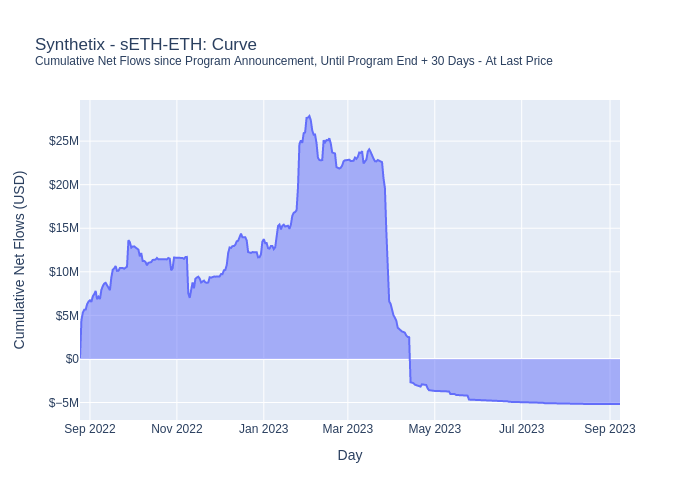 Synthetix - sETH-ETH: Curve
Cumulative Net Flows since Program Announcement, Until Program End + 30 Days - At Last Price
Cumulative Net Flows (USD)
$25M
$20M
$15M
$10M
$5M
$0
$−5M
Sep 2022 Nov 2022 Jan 2023 Mar 2023 May 2023 Jul 2023 Sep 2023
Day